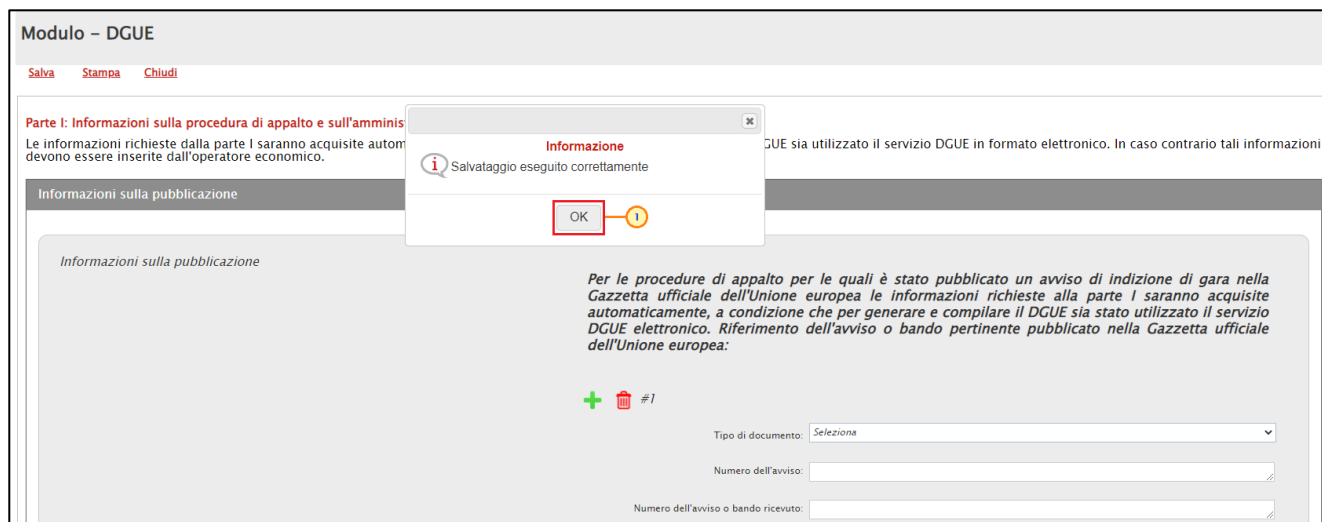 Modulo – DGUE
Salva Stampa Chiudi
Parte I: Informazioni sulla procedura di appalto e sull'amminis
Le informazioni richieste dalla parte I saranno acquisite autom
GUE sia utilizzato il servizio DGUE in formato elettronico. In caso contrario tali informazioni
devono essere inserite dall'operatore economico.
Informazione
Salvataggio eseguito correttamente
OK
1
Informazioni sulla pubblicazione
Informazioni sulla pubblicazione
Per le procedure di appalto per le quali è stato pubblicato un avviso di indizione di gara nella
Gazzetta ufficiale dell'Unione europea le informazioni richieste alla parte I saranno acquisite
automaticamente, a condizione che per generare e compilare il DGUE sia stato utilizzato il servizio
DGUE elettronico. Riferimento dell'avviso o bando pertinente pubblicato nella Gazzetta ufficiale
dell'Unione europea:
#1
Tipo di documento: Seleziona
Numero dell'avviso:
Numero dell'avviso o bando ricevuto: